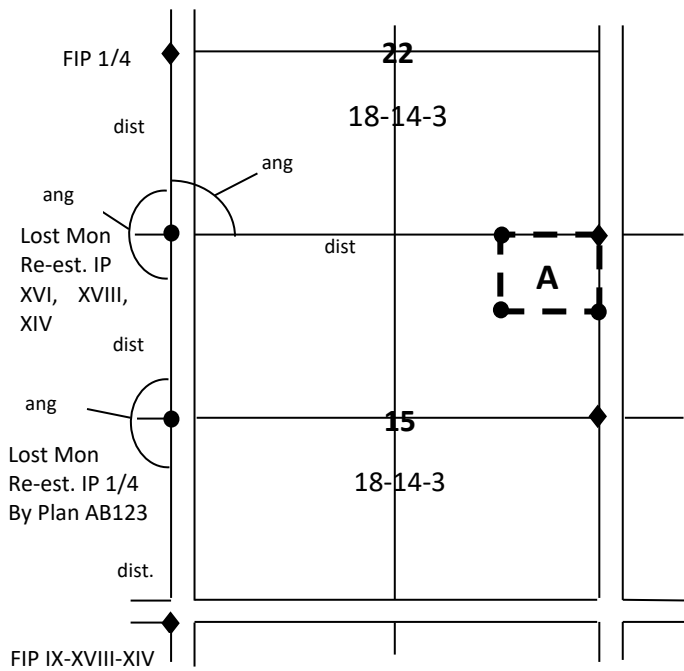 22
FIP 1/4
18-14-3
dist
ang
ang
Lost Mon
Re-est. IP
XVI, XVIII,
XIV
dist
A
dist
ang
15
Lost Mon
Re-est. IP 1/4
By Plan AB123
18-14-3
dist.
FIP IX-XVIII-XIV